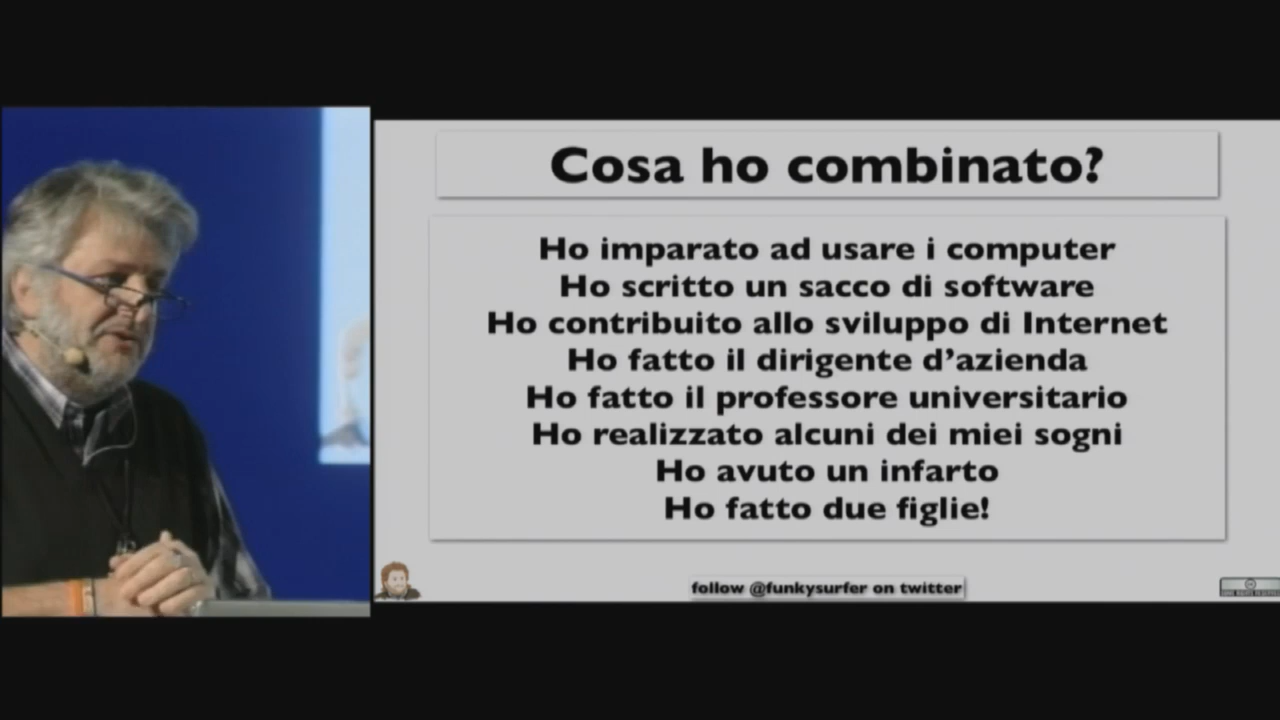 Cosa ho combinato?
Ho imparato ad usare i computer
Ho scritto un sacco di software
Ho contribuito allo sviluppo di Internet
Ho fatto il dirigente d’azienda
Ho fatto il professore universitario
Ho realizzato alcuni dei miei sogni
Ho avuto un infarto
Ho fatto due figlie!
follow @funkysurfer on twitter